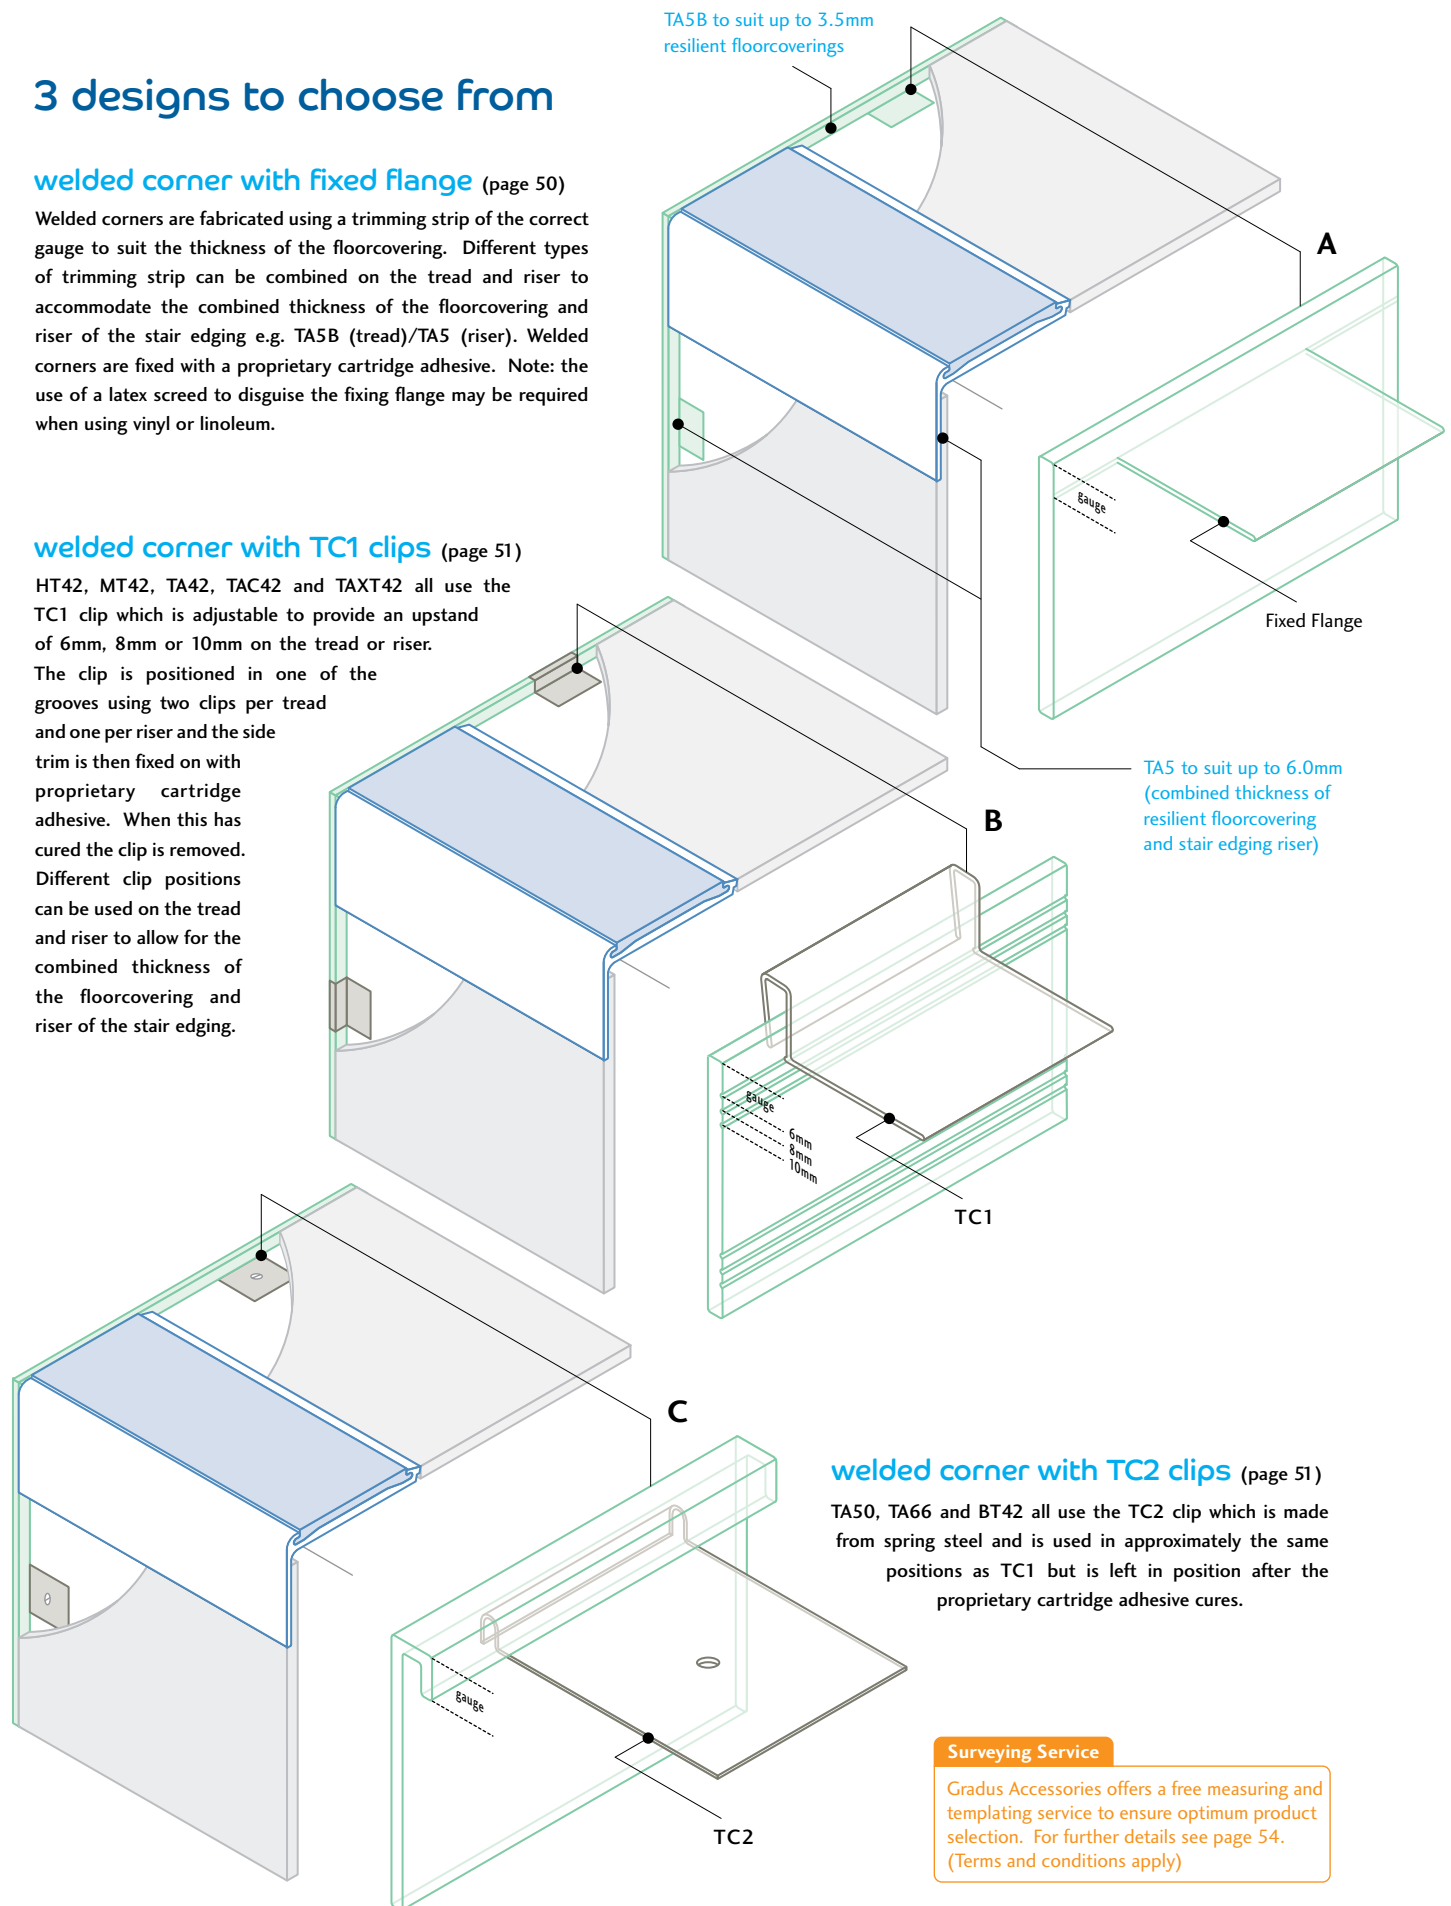 TA5B to suit up to 3.5mm
resilient floorcoverings
3 designs to choose from
welded corner with fixed flange (page 50)
Welded corners are fabricated using a trimming strip of the correct
gauge to suit the thickness of the floorcovering. Different types
of trimming strip can be combined on the tread and riser to
accommodate the combined thickness of the floorcovering and
riser of the stair edging e.g. TA5B (tread)/TA5 (riser). Welded
corners are fixed with a proprietary cartridge adhesive. Note: the
use of a latex screed to disguise the fixing flange may be required
when using vinyl or linoleum.
A
gauge
Fixed Flange
TA5 to suit up to 6.0mm
(combined thickness of
resilient floorcovering
and stair edging riser)
welded corner with TC1 clips (page 51)
HT42, MT42, TA42, TAC42 and TAXT42 all use the
TC1 clip which is adjustable to provide an upstand
of 6mm, 8mm or 10mm on the tread or riser.
The clip is positioned in one of the
grooves using two clips per tread
and one per riser and the side
trim is then fixed on with
proprietary cartridge
adhesive. When this has
cured the clip is removed.
Different clip positions
can be used on the tread
and riser to allow for the
combined thickness of
the floorcovering and
riser of the stair edging.
B
gauge
6mm
8mm
10mm
TC1
C
gauge
TC2
welded corner with TC2 clips (page 51)
TA50, TA66 and BT42 all use the TC2 clip which is made
from spring steel and is used in approximately the same
positions as TC1 but is left in position after the
proprietary cartridge adhesive cures.
Surveying Service
Gradus Accessories offers a free measuring and
templating service to ensure optimum product
selection. For further details see page 54.
(Terms and conditions apply)